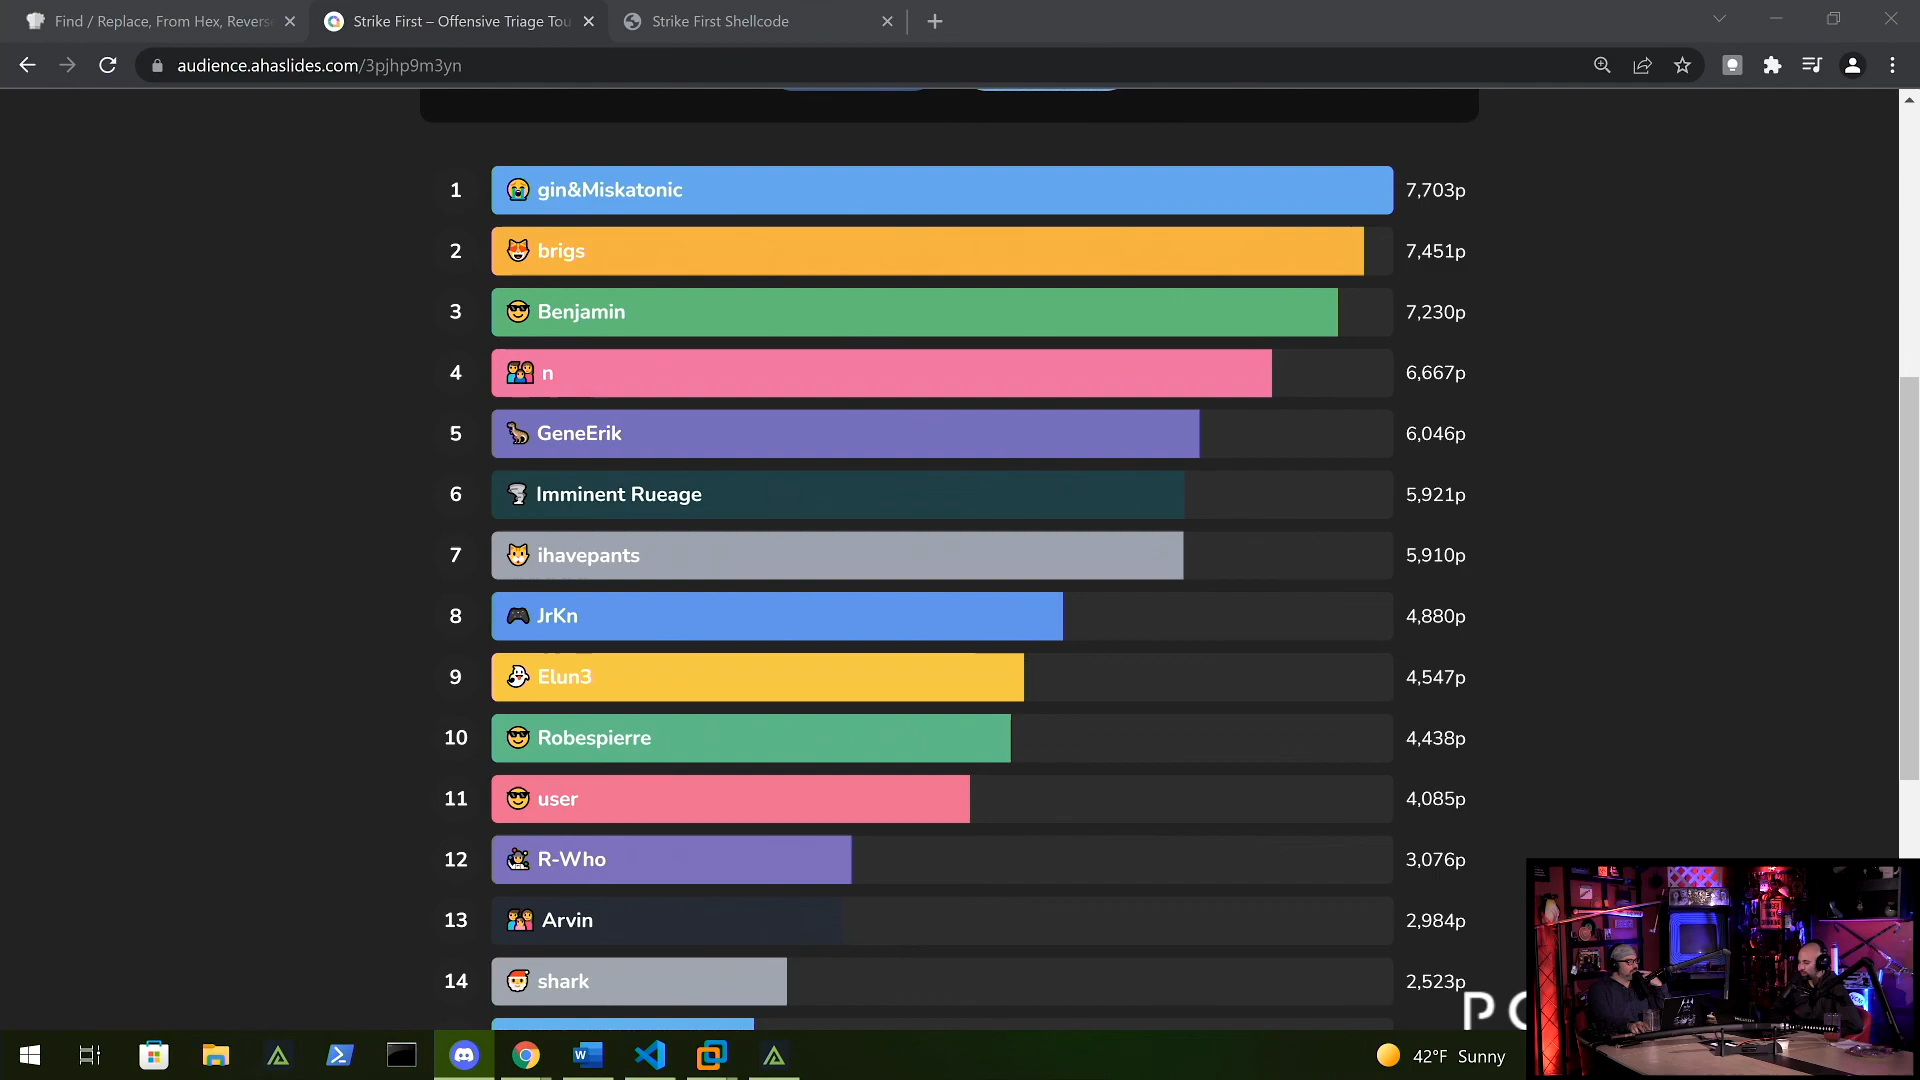 Find / Replace, From Hex, Reverse
Strike First – Offensive Triage Tou
Strike First Shellcode
audience.ahaslides.com/3pjhp9m3yn
1 gin&Miskatonic 7,703p
2 brigs 7,451p
3 Benjamin 7,230p
4 n 6,667p
5 GeneErik 6,046p
6 Imminent Rueage 5,921p
7 ihavepants 5,910p
8 JrKn 4,880p
9 Elun3 4,547p
10 Robespierre 4,438p
11 user 4,085p
12 R-Who 3,076p
13 Arvin 2,984p
14 shark 2,523p
42°F Sunny